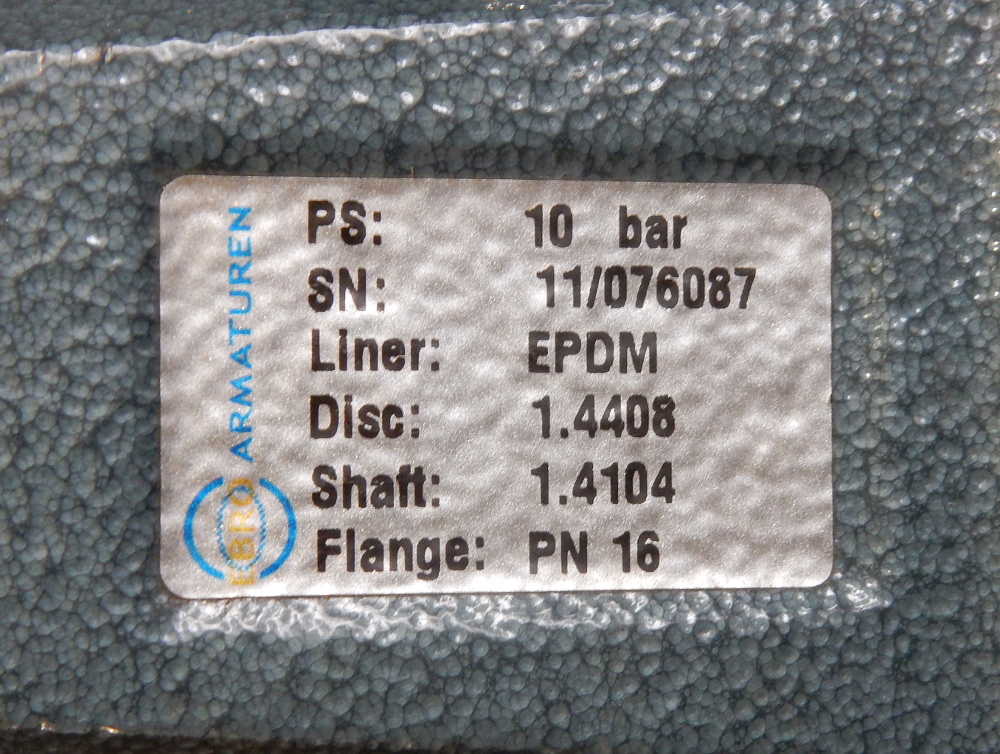 PS: 10 bar
SN: 11/076087
Liner: EPDM
Disc: 1.4408
Shaft: 1.4104
Flange: PN 16
EBRO ARMATUREN